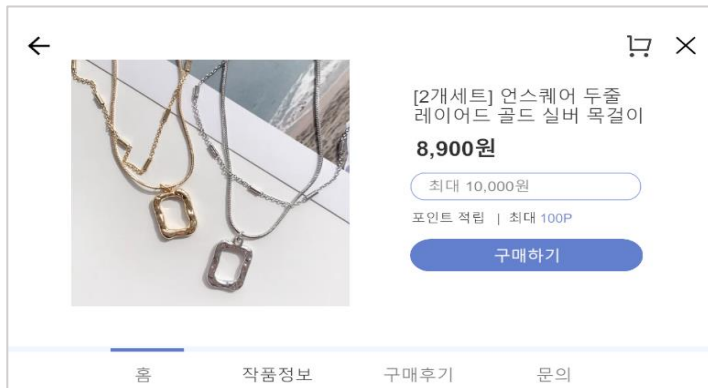 [2개세트] 언스퀘어 두줄
레이어드 골드 실버 목걸이
8,900원
최대 10,000원
포인트 적립 | 최대 100P
구매하기
홈 작품정보 구매후기 문의